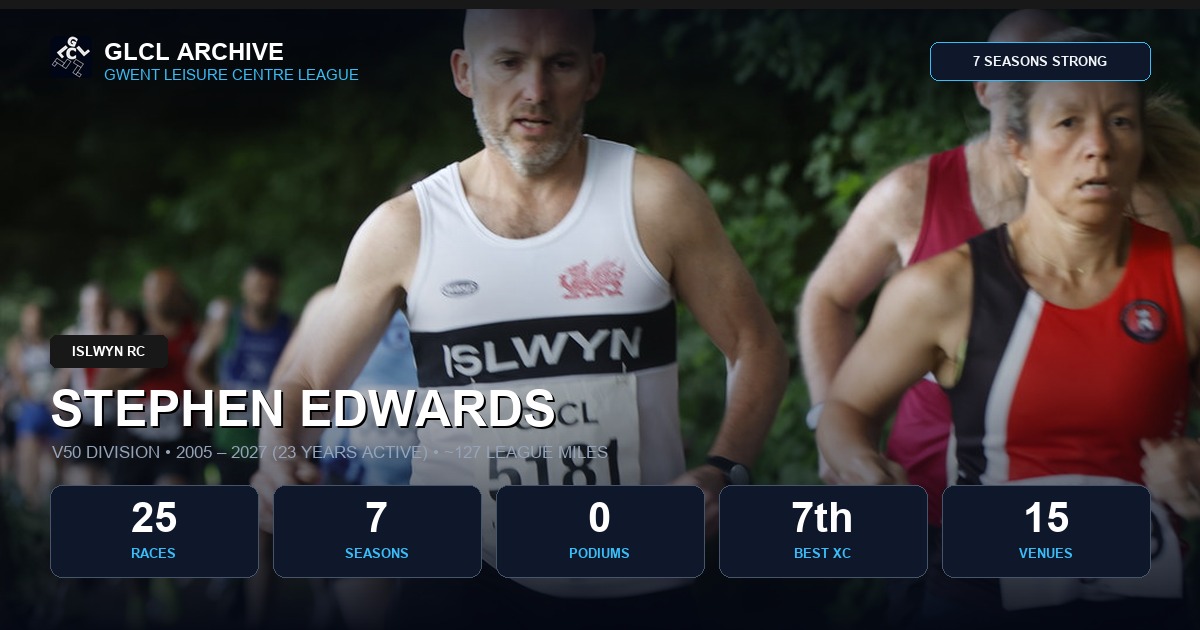 GLCL ARCHIVE
GWENT LEISURE CENTRE LEAGUE
7 SEASONS STRONG
ISLWYN
ISLWYN RC
STEPHEN EDWARDS
V50 DIVISION • 2005 – 2027 (23 YEARS ACTIVE) • ~127 LEAGUE MILES
5181
25
RACES
7
SEASONS
0
PODIUMS
7th
BEST XC
15
VENUES